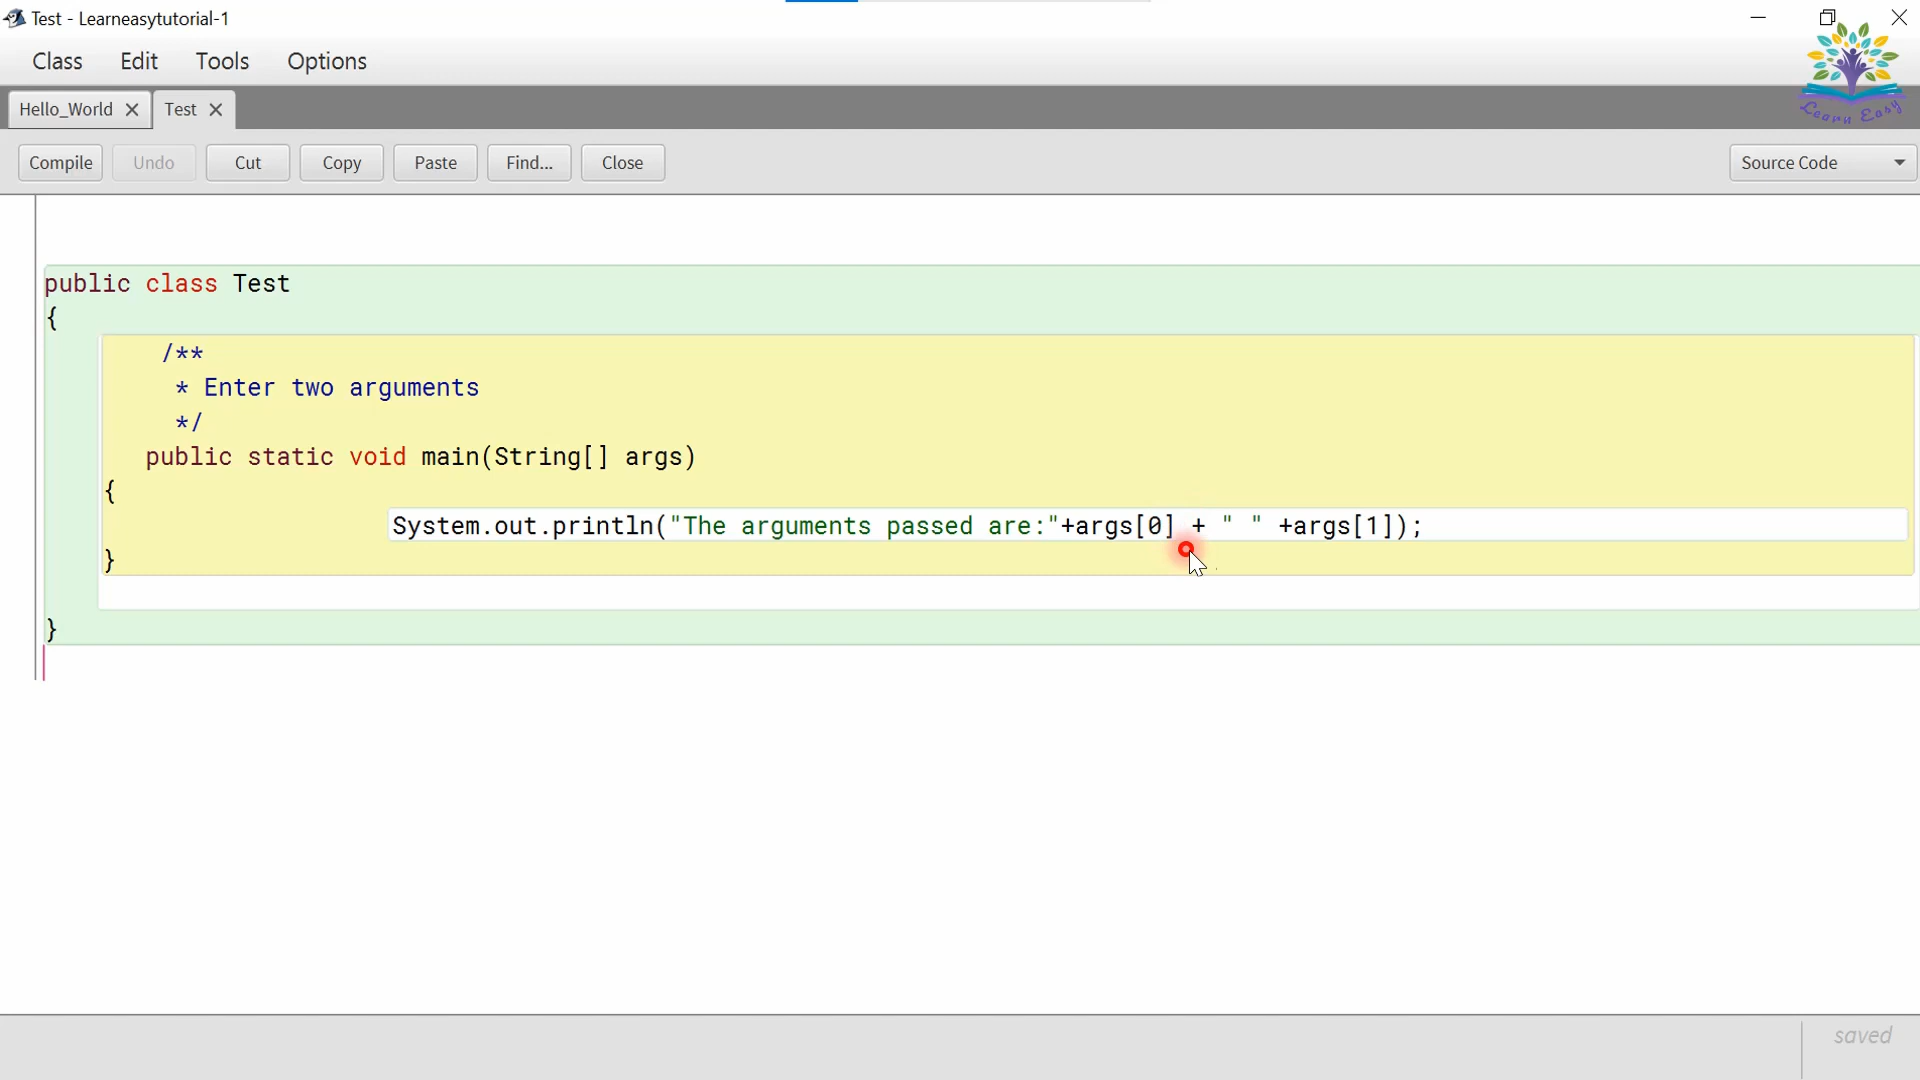 Test - Learneasytutorial-1
Class Edit Tools Options
Hello_World Test
Learn Easy
Compile Undo Cut Copy Paste Find... Close Source Code
public class Test
{
/**
* Enter two arguments
*/
public static void main(String[] args)
{
System.out.println("The arguments passed are:"+args[0] + " " +args[1]);
}
}
saved